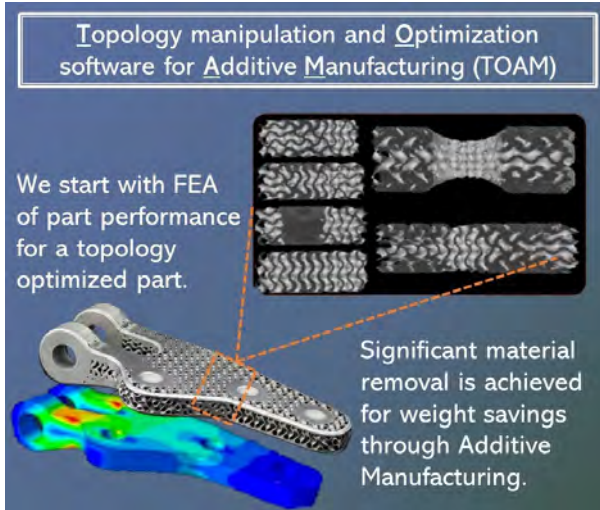 Topology manipulation and Optimization
software for Additive Manufacturing (TOAM)
We start with FEA
of part performance
for a topology
optimized part.
Significant material
removal is achieved
for weight savings
through Additive
Manufacturing.